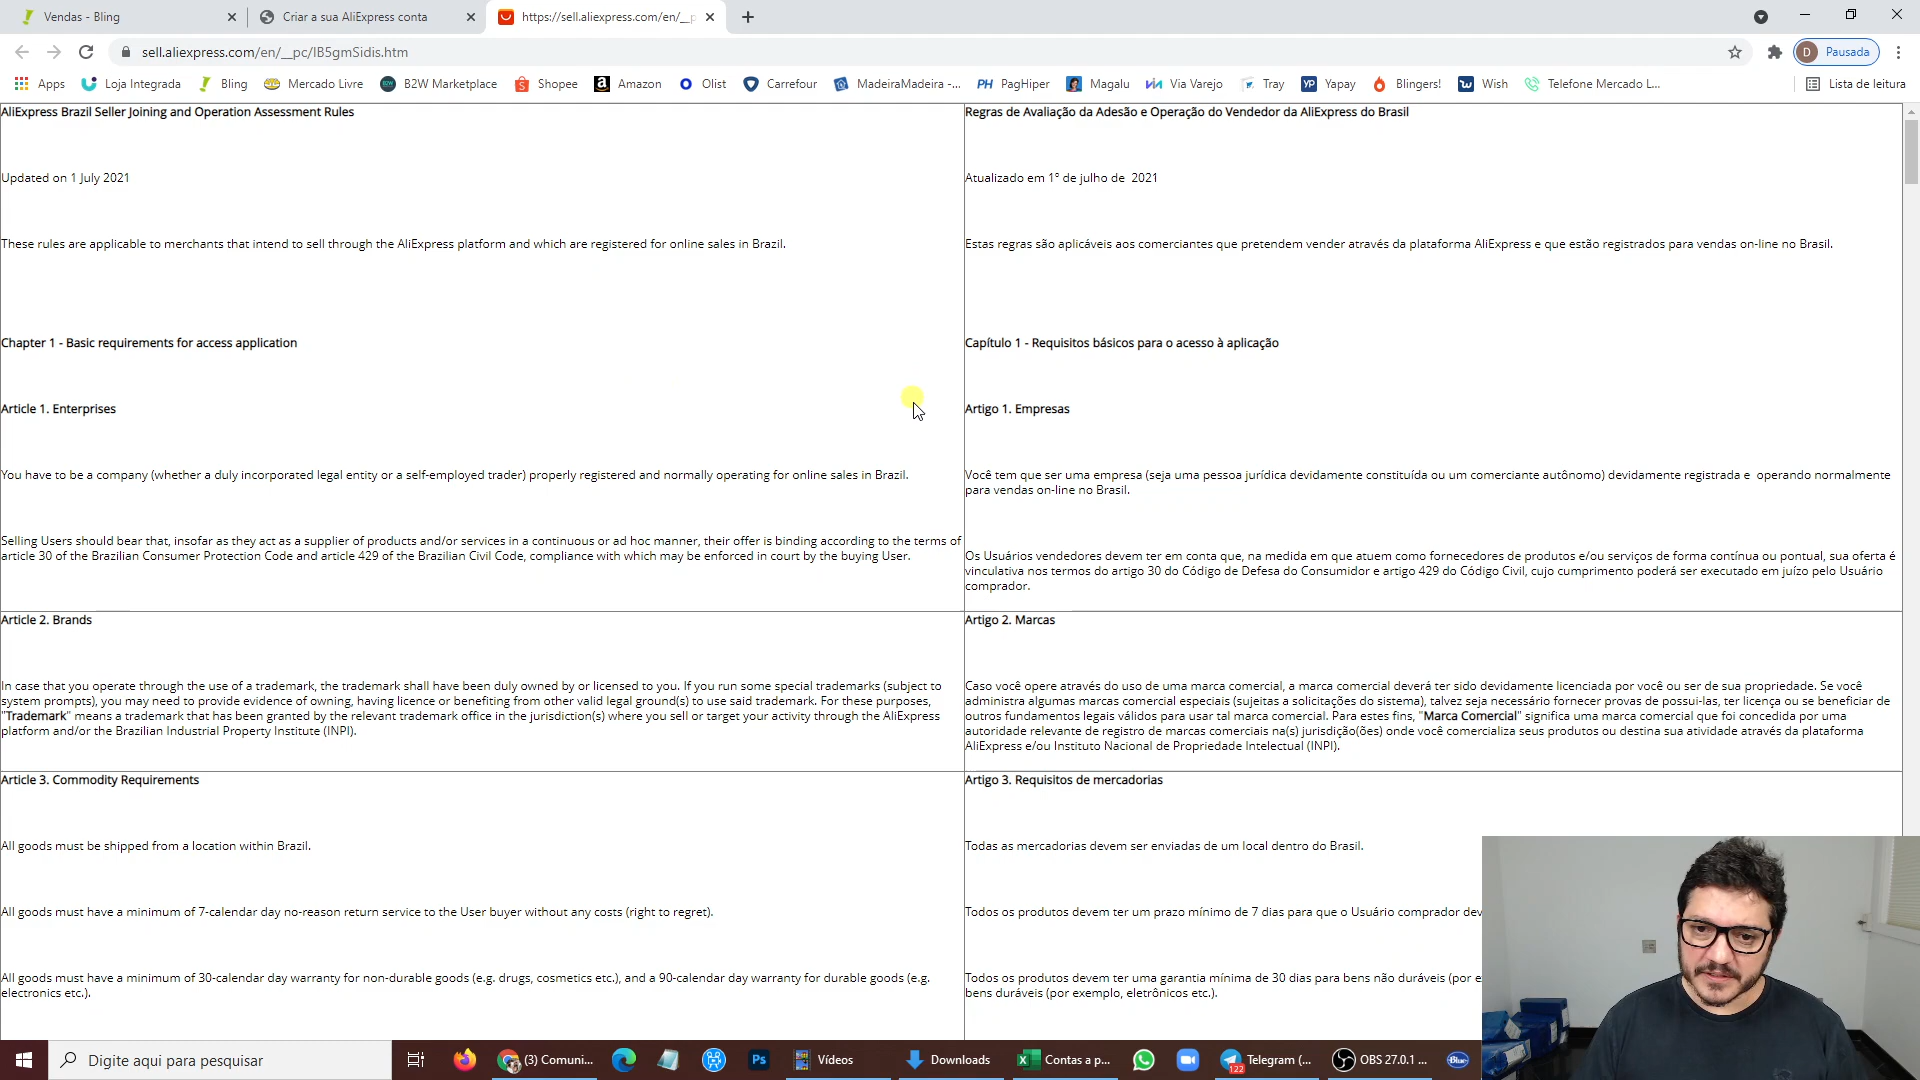 Vendas - Bling
Criar a sua AliExpress conta
https://sell.aliexpress.com/en/__p
sell.aliexpress.com/en/__pc/IB5gmSidis.htm
D Pausada
Apps Loja Integrada Bling Mercado Livre B2W Marketplace Shopee Amazon Olist Carrefour MadeiraMadeira -... PagHiper Magalu Via Varejo Tray Yapay Blingers! Wish Telefone Mercado L... Lista de leitura
AliExpress Brazil Seller Joining and Operation Assessment Rules
Updated on 1 July 2021
These rules are applicable to merchants that intend to sell through the AliExpress platform and which are registered for online sales in Brazil.
Chapter 1 - Basic requirements for access application
Article 1. Enterprises
You have to be a company (whether a duly incorporated legal entity or a self-employed trader) properly registered and normally operating for online sales in Brazil.
Selling Users should bear that, insofar as they act as a supplier of products and/or services in a continuous or ad hoc manner, their offer is binding according to the terms of
article 30 of the Brazilian Consumer Protection Code and article 429 of the Brazilian Civil Code, compliance with which may be enforced in court by the buying User.
Article 2. Brands
In case that you operate through the use of a trademark, the trademark shall have been duly owned by or licensed to you. If you run some special trademarks (subject to
system prompts), you may need to provide evidence of owning, having licence or benefiting from other valid legal ground(s) to use said trademark. For these purposes,
"Trademark" means a trademark that has been granted by the relevant trademark office in the jurisdiction(s) where you sell or target your activity through the AliExpress
platform and/or the Brazilian Industrial Property Institute (INPI).
Article 3. Commodity Requirements
All goods must be shipped from a location within Brazil.
All goods must have a minimum of 7-calendar day no-reason return service to the User buyer without any costs (right to regret).
All goods must have a minimum of 30-calendar day warranty for non-durable goods (e.g. drugs, cosmetics etc.), and a 90-calendar day warranty for durable goods (e.g.
electronics etc.).
Regras de Avaliação da Adesão e Operação do Vendedor da AliExpress do Brasil
Atualizado em 1º de julho de 2021
Estas regras são aplicáveis aos comerciantes que pretendem vender através da plataforma AliExpress e que estão registrados para vendas on-line no Brasil.
Capítulo 1 - Requisitos básicos para o acesso à aplicação
Artigo 1. Empresas
Você tem que ser uma empresa (seja uma pessoa jurídica devidamente constituída ou um comerciante autônomo) devidamente registrada e operando normalmente
para vendas on-line no Brasil.
Os Usuários vendedores devem ter em conta que, na medida em que atuem como fornecedores de produtos e/ou serviços de forma contínua ou pontual, sua oferta é
vinculativa nos termos do artigo 30 do Código de Defesa do Consumidor e artigo 429 do Código Civil, cujo cumprimento poderá ser executado em juízo pelo Usuário
comprador.
Artigo 2. Marcas
Caso você opere através do uso de uma marca comercial, a marca comercial deverá ter sido devidamente licenciada por você ou ser de sua propriedade. Se você
administra algumas marcas comercial especiais (sujeitas a solicitações do sistema), talvez seja necessário fornecer provas de possui-las, ter licença ou se beneficiar de
outros fundamentos legais válidos para usar tal marca comercial. Para estes fins, "Marca Comercial" significa uma marca comercial que foi concedida por uma
autoridade relevante de registro de marcas comerciais na(s) jurisdição(ões) onde você comercializa seus produtos ou destina sua atividade através da plataforma
AliExpress e/ou Instituto Nacional de Propriedade Intelectual (INPI).
Artigo 3. Requisitos de mercadorias
Todas as mercadorias devem ser enviadas de um local dentro do Brasil.
Todos os produtos devem ter um prazo mínimo de 7 dias para que o Usuário comprador dev
Todos os produtos devem ter uma garantia mínima de 30 dias para bens não duráveis (por e
bens duráveis (por exemplo, eletrônicos etc.).
Digite aqui para pesquisar (3) Comuni... Ps Vídeos Downloads Contas a p... 122 Telegram (... OBS 27.0.1 ... Blue